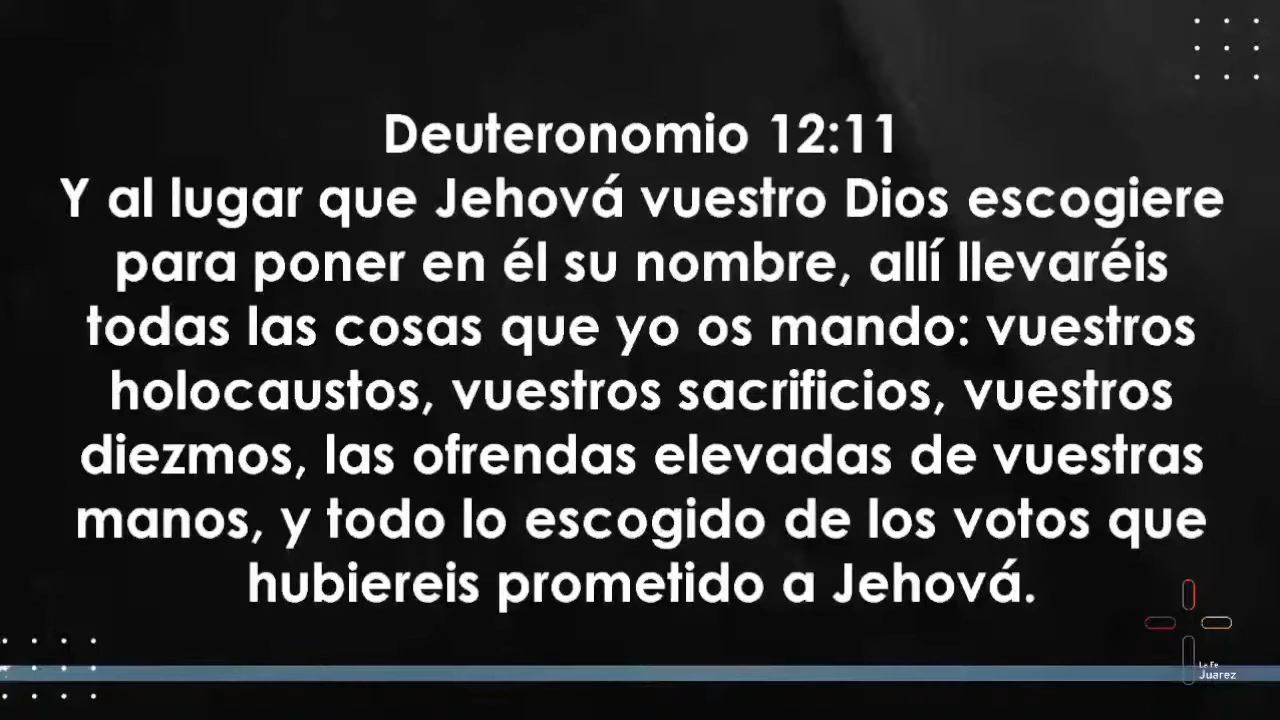 Deuteronomio 12:11
Y al lugar que Jehová vuestro Dios escogiere
para poner en él su nombre, allí llevaréis
todas las cosas que yo os mando: vuestros
holocaustos, vuestros sacrificios, vuestros
diezmos, las ofrendas elevadas de vuestras
manos, y todo lo escogido de los votos que
hubiereis prometido a Jehová.
La Fe
Juarez